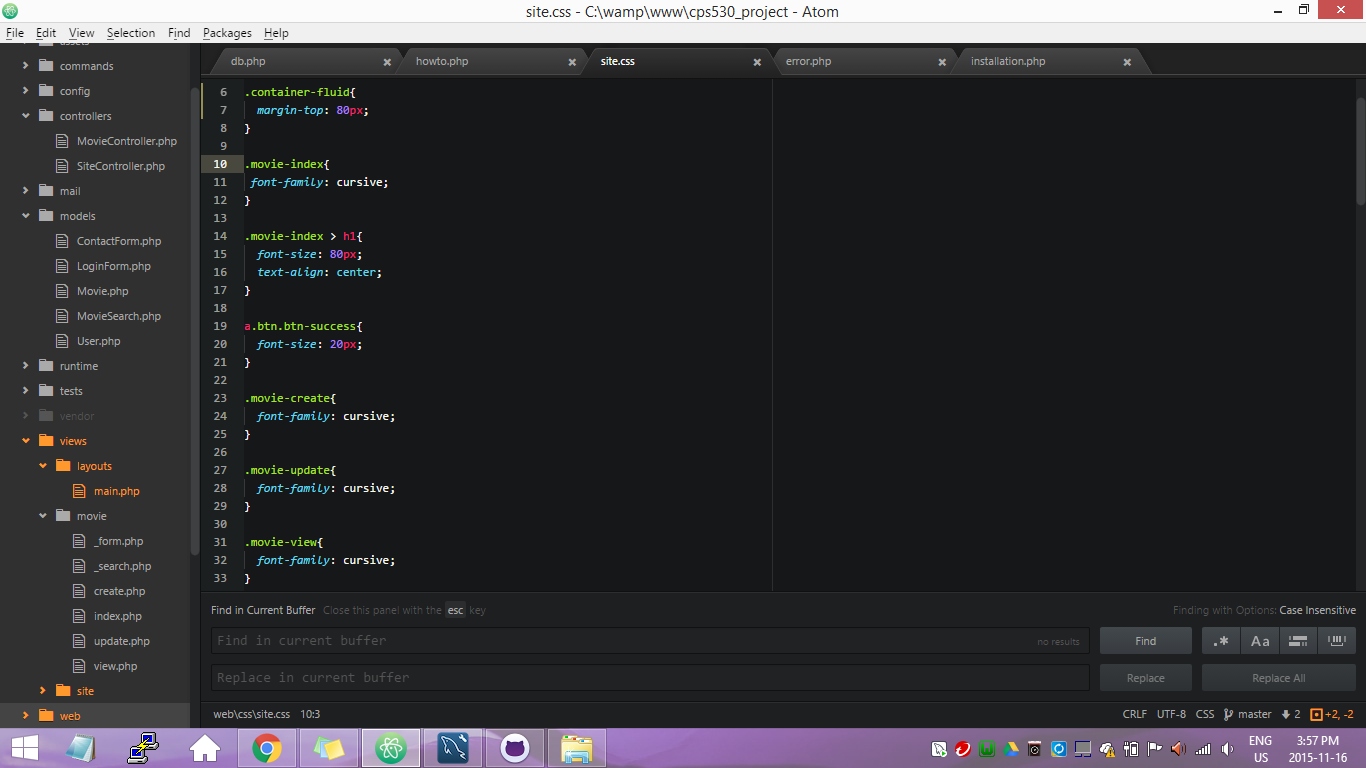 site.css - C:\wamp\www\cps530_project - Atom
File Edit View Selection Find Packages Help
assets
commands
config
controllers
MovieController.php
SiteController.php
mail
models
ContactForm.php
LoginForm.php
Movie.php
MovieSearch.php
User.php
runtime
tests
vendor
views
layouts
main.php
movie
_form.php
_search.php
create.php
index.php
update.php
view.php
site
web
db.php howto.php site.css error.php installation.php
6 .container-fluid{
7 margin-top: 80px;
8 }
9
10 .movie-index{
11 font-family: cursive;
12 }
13
14 .movie-index > h1{
15 font-size: 80px;
16 text-align: center;
17 }
18
19 a.btn.btn-success{
20 font-size: 20px;
21 }
22
23 .movie-create{
24 font-family: cursive;
25 }
26
27 .movie-update{
28 font-family: cursive;
29 }
30
31 .movie-view{
32 font-family: cursive;
33 }
Find in Current Buffer Close this panel with the esc key Finding with Options: Case Insensitive
Find in current buffer no results Find .* Aa
Replace in current buffer Replace Replace All
web\css\site.css 10:3 CRLF UTF-8 CSS master 2 +2, -2
ENG 3:57 PM
US 2015-11-16